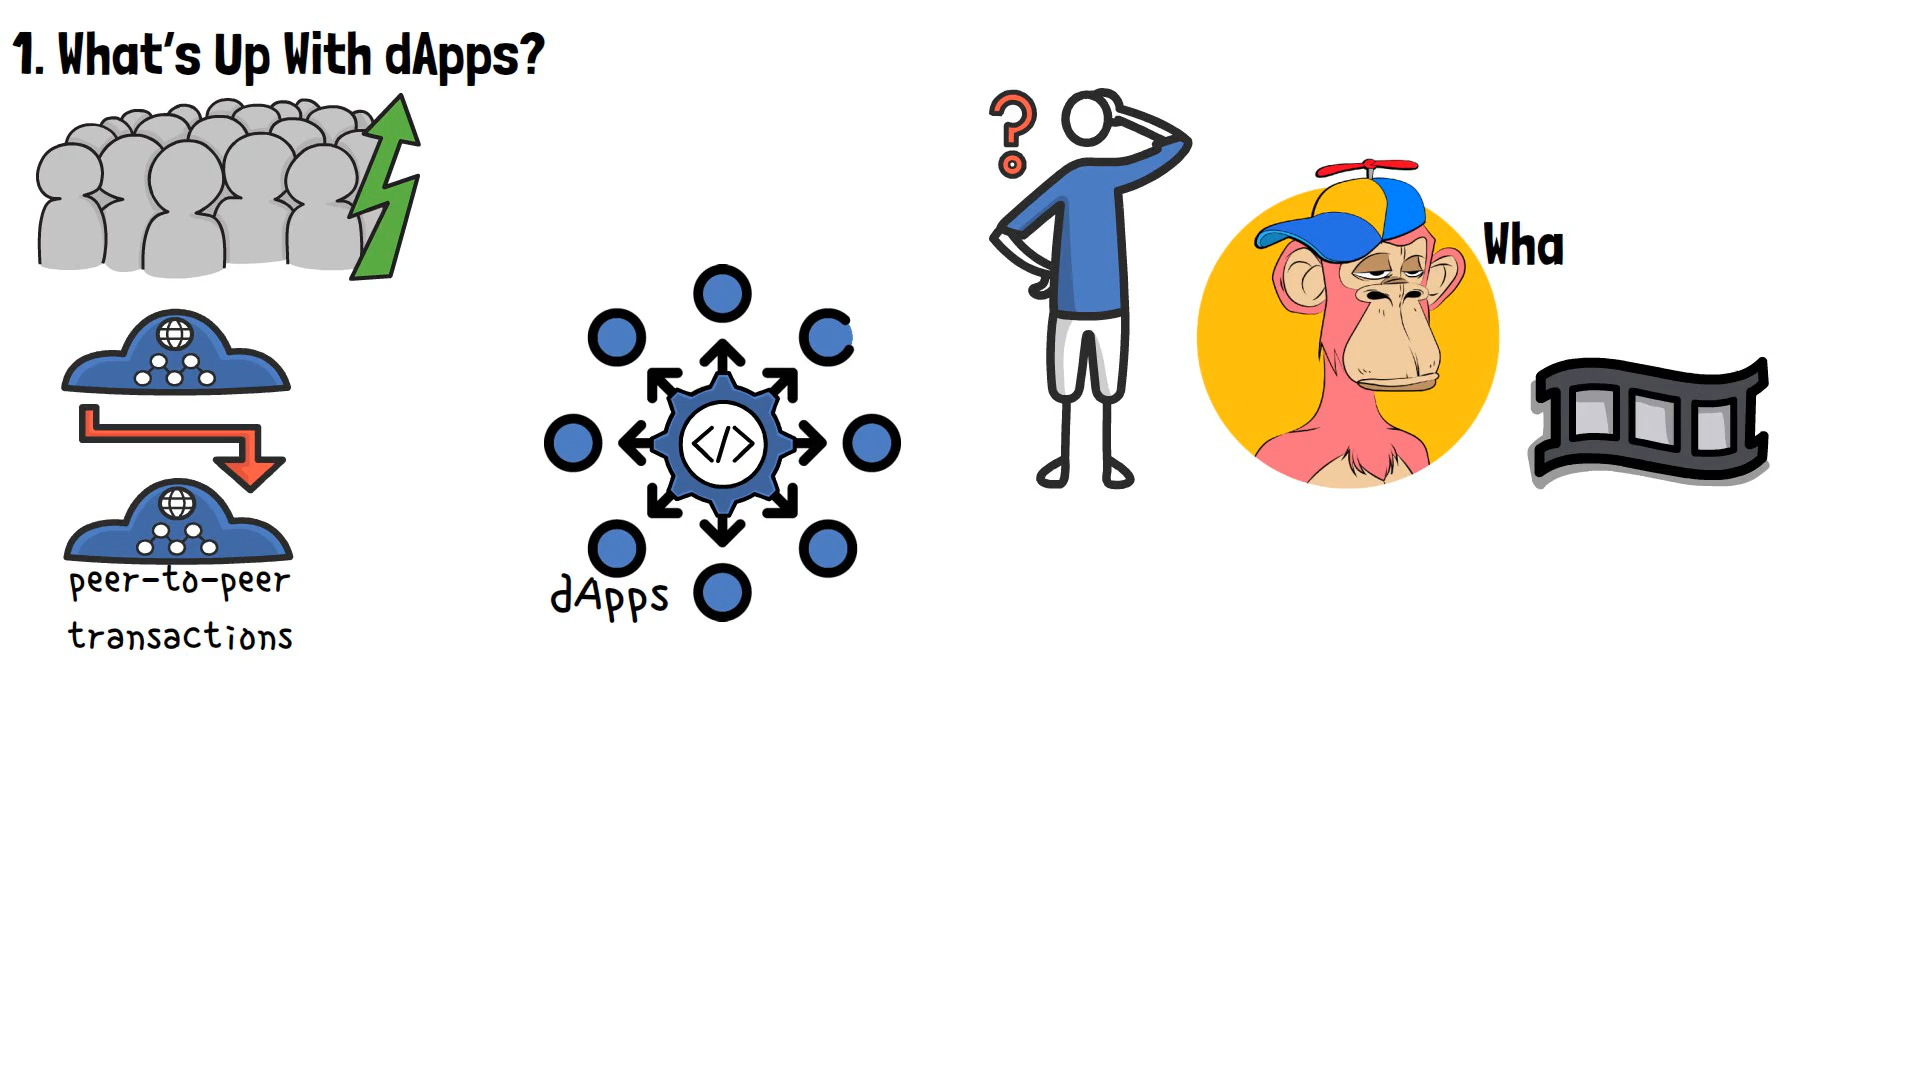 1. What's Up With dApps?
Wha
</>
dApps
peer-to-peer
transactions